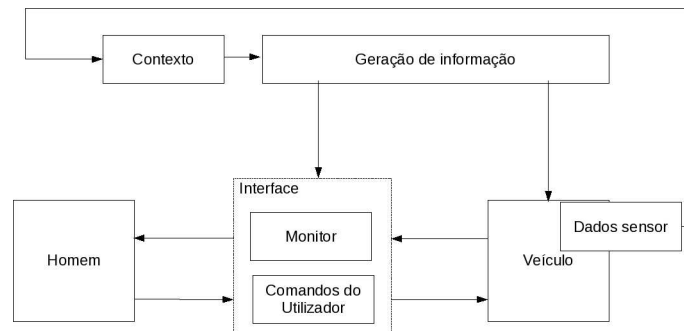 Contexto
Geração de informação
Interface
Monitor
Homem
Comandos do
Utilizador
Veículo
Dados sensor